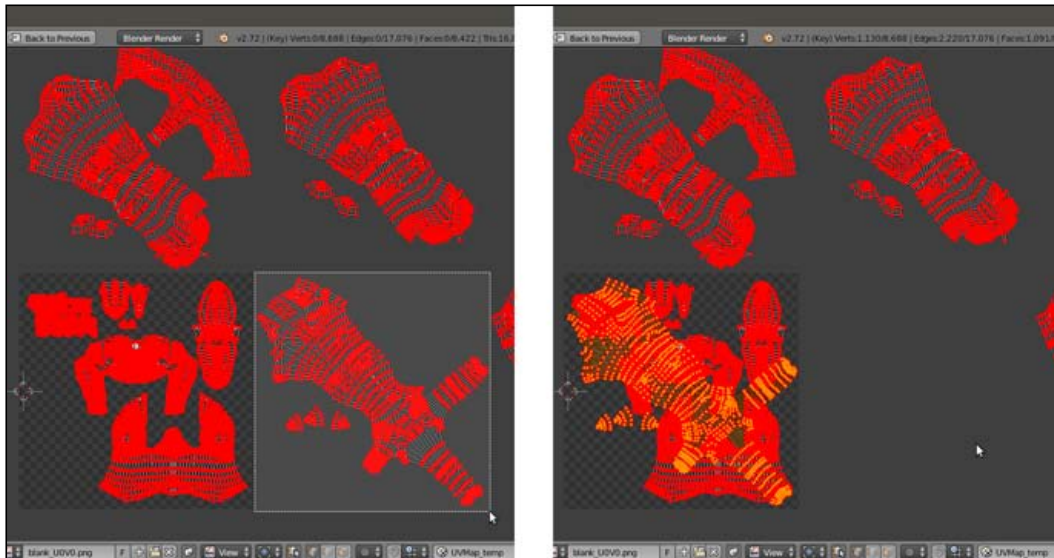 Back to Previous
Blender Render
v2.72 | (Key) Verts:0/8,688 | Edges:0/17,076 | Faces:0/8,422 | Tris:16,
blank_U0V0.png
F
View
UVMap_temp
Back to Previous
Blender Render
v2.72 | (Key) Verts:1,130/8,688 | Edges:2,220/17,076 | Faces:1,091/
blank_U0V0.png
F
View
UVMap_temp